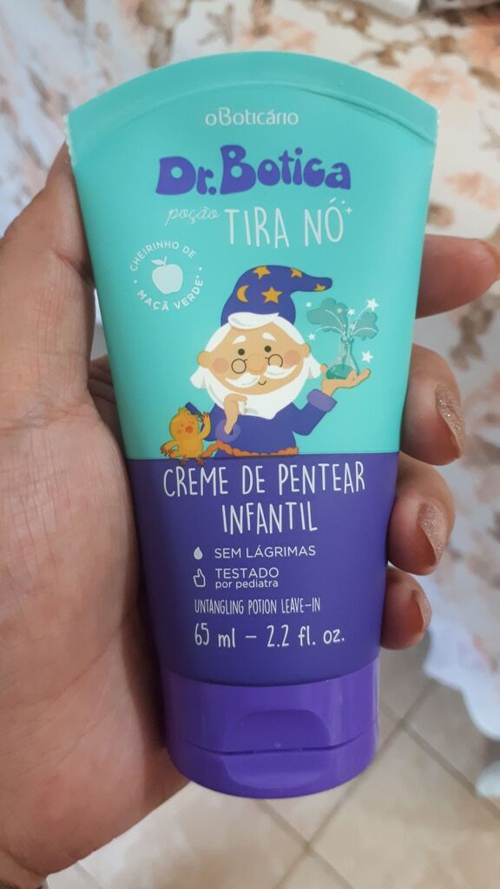 oBoticário
Dr. Botica
poção TIRA NÓ
CHEIRINHO DE
MAÇÃ VERDE
CREME DE PENTEAR
INFANTIL
SEM LÁGRIMAS
TESTADO
por pediatra
UNTANGLING POTION LEAVE-IN
65 ml - 2.2 fl. oz.